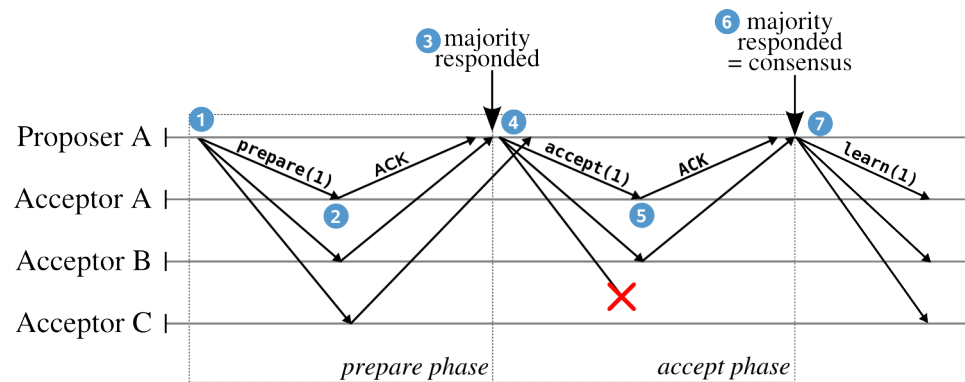 3 majority
responded
6 majority
responded
= consensus
1
4
7
Proposer A
prepare(1)
ACK
accept(1)
ACK
learn(1)
Acceptor A
2
5
Acceptor B
Acceptor C
prepare phase
accept phase